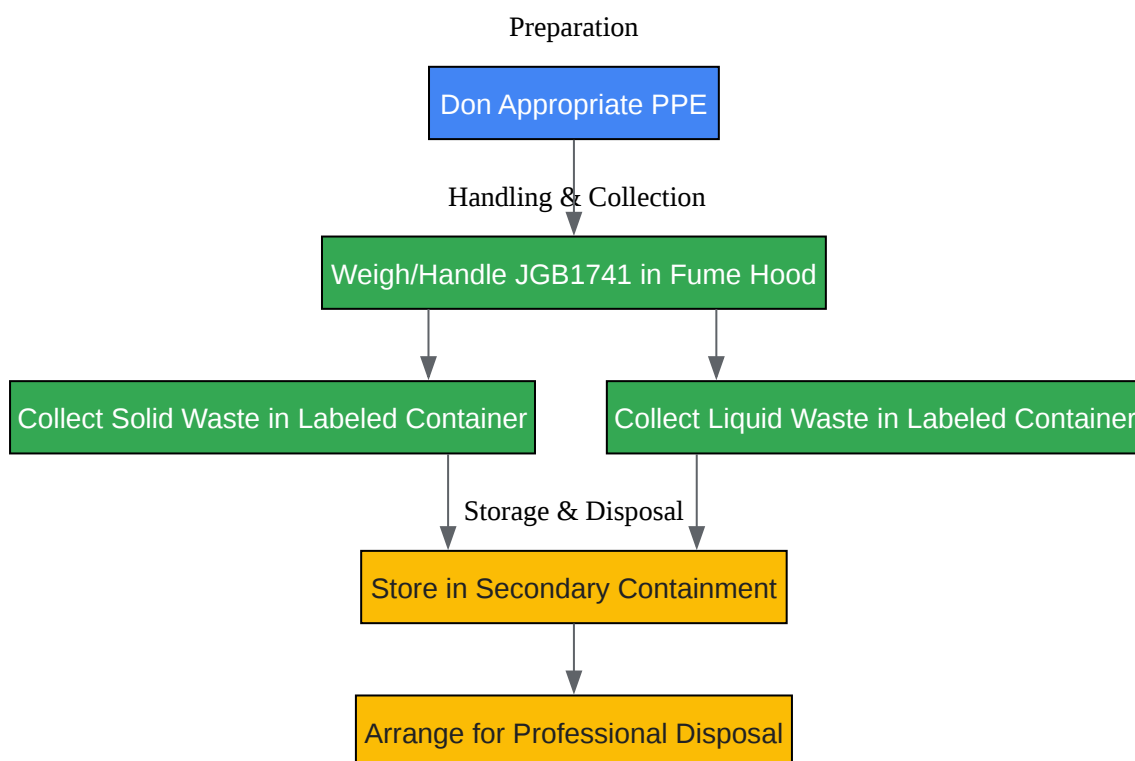 Preparation
Don Appropriate PPE
Handling & Collection
Weigh/Handle JGB1741 in Fume Hood
Collect Solid Waste in Labeled Container
Collect Liquid Waste in Labeled Container
Storage & Disposal
Store in Secondary Containment
Arrange for Professional Disposal